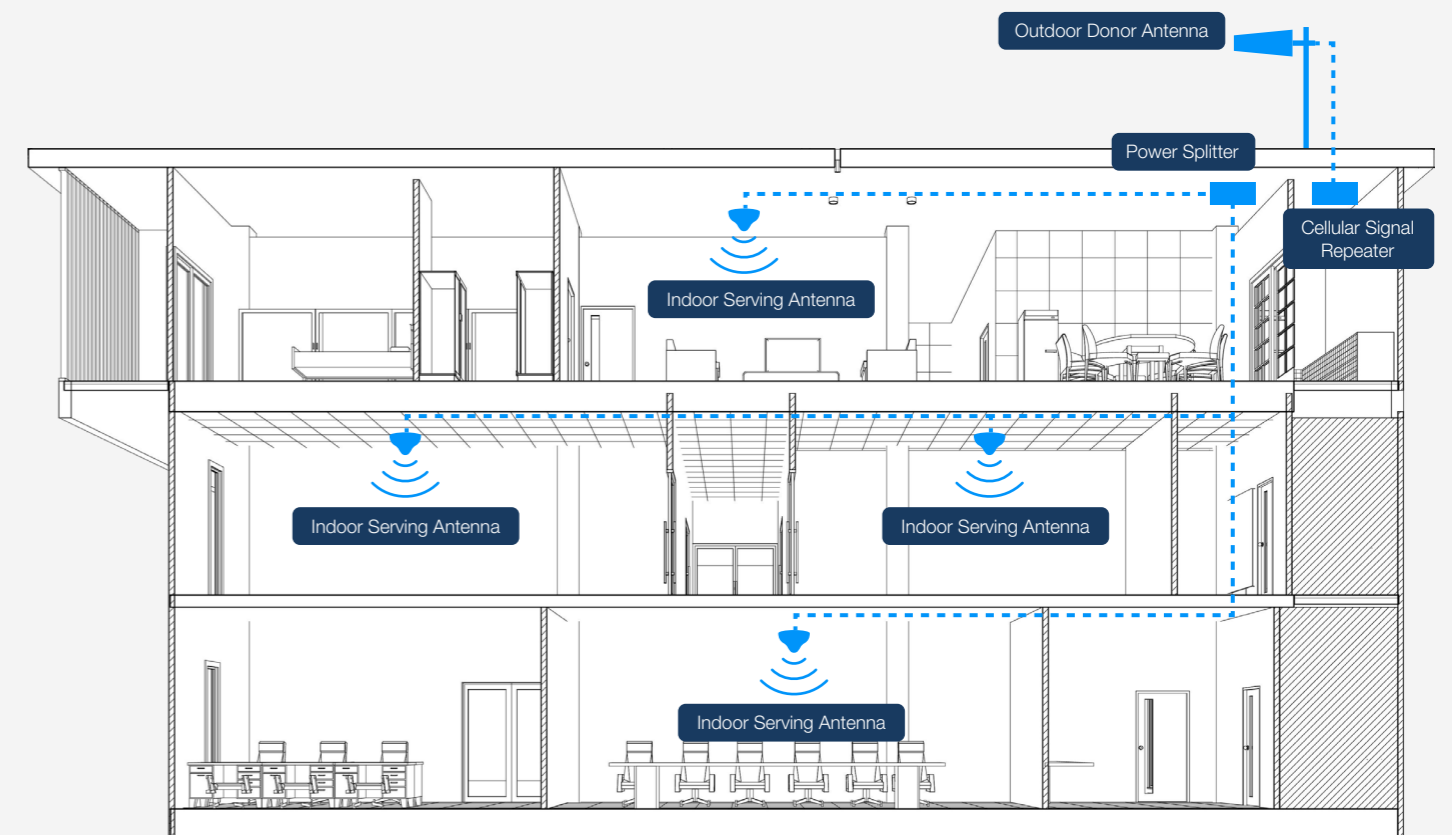 Outdoor Donor Antenna
Power Splitter
Cellular Signal
Repeater
Indoor Serving Antenna
Indoor Serving Antenna
Indoor Serving Antenna
Indoor Serving Antenna